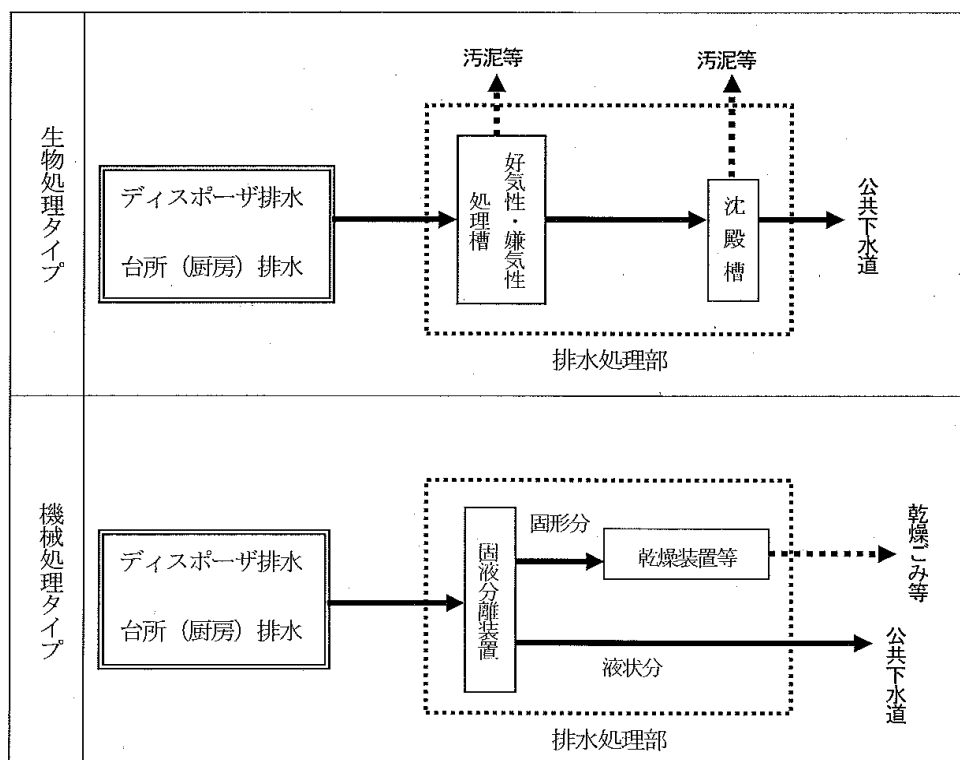 生物処理タイプ
ディスポーザ排水
台所（厨房）排水
汚泥等
好気性・嫌気性
処理槽
汚泥等
沈殿槽
公共下水道
排水処理部
機械処理タイプ
ディスポーザ排水
台所（厨房）排水
固液分離装置
固形分
乾燥装置等
乾燥ごみ等
液状分
公共下水道
排水処理部